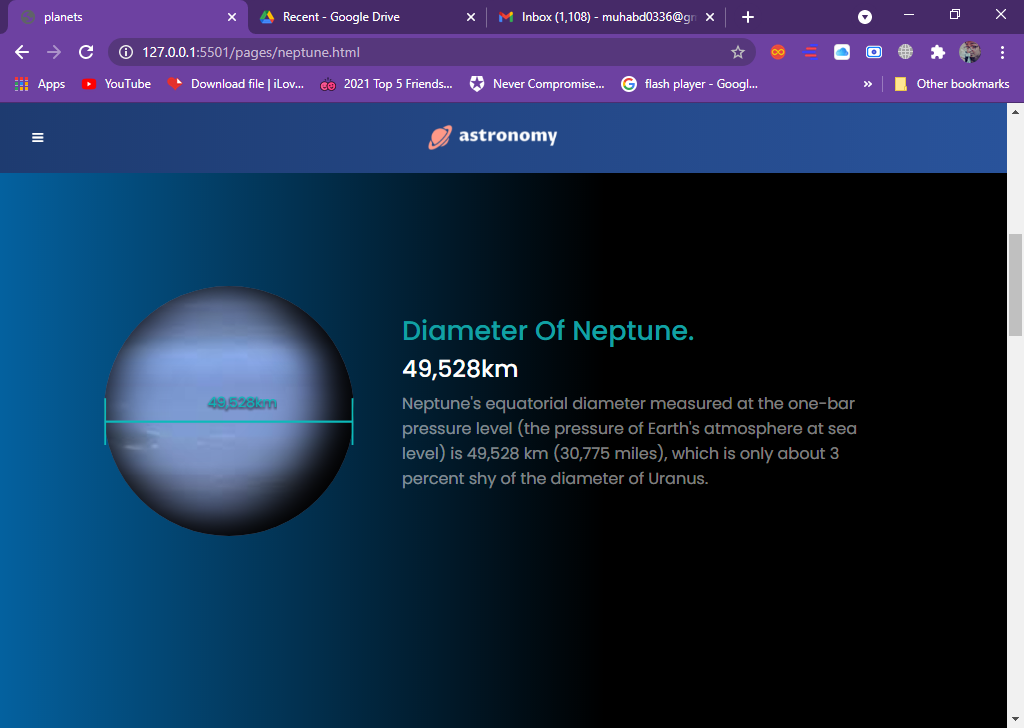 planets
Recent - Google Drive
Inbox (1,108) - muhabd0336@gm
127.0.0.1:5501/pages/neptune.html
Apps
YouTube
Download file | iLov...
2021 Top 5 Friends...
Never Compromise...
flash player - Googl...
»
Other bookmarks
astronomy
49,528km
Diameter Of Neptune.
49,528km
Neptune's equatorial diameter measured at the one-bar
pressure level (the pressure of Earth's atmosphere at sea
level) is 49,528 km (30,775 miles), which is only about 3
percent shy of the diameter of Uranus.